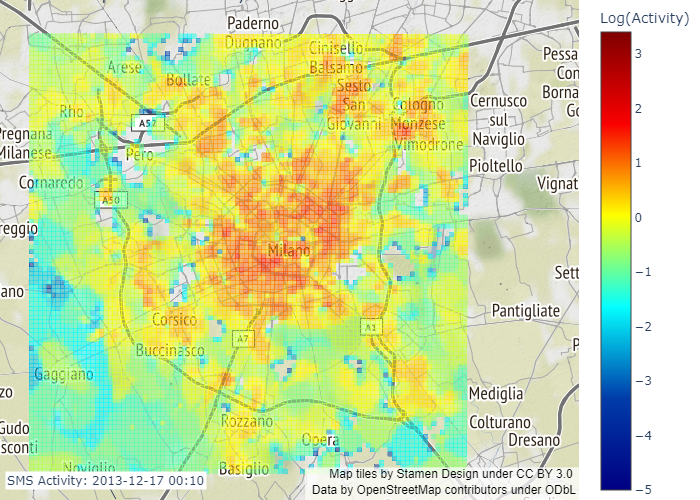 Log(Activity)
3
2
1
0
−1
−2
−3
−4
−5
Paderno
Dugnano
Cinisello
Balsamo
Arese
Bollate
Sesto
San
Giovanni
Cologno
Monzese
Vimodrone
Cernusco
sul
Naviglio
Pessa
Con
Borna
Go
Rho
A52
Pregnana
Milanese
Pero
Pioltello
Cornaredo
A50
Vignat
reggio
Milano
Sett
ano
Pantigliate
Corsico
A7
A1
Buccinasco
P
Gaggiano
zo
Mediglia
Rozzano
Colturano
Gudo
sconti
Opera
Dresano
Noviglio
Basiglio
SMS Activity: 2013-12-17 00:10
Map tiles by Stamen Design under CC BY 3.0
Data by OpenStreetMap contributors under ODbL